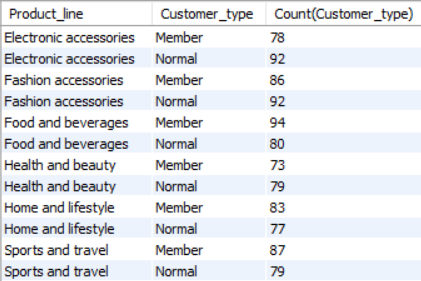 Product_line Customer_type Count(Customer_type)
Electronic accessories Member 78
Electronic accessories Normal 92
Fashion accessories Member 86
Fashion accessories Normal 92
Food and beverages Member 94
Food and beverages Normal 80
Health and beauty Member 73
Health and beauty Normal 79
Home and lifestyle Member 83
Home and lifestyle Normal 77
Sports and travel Member 87
Sports and travel Normal 79